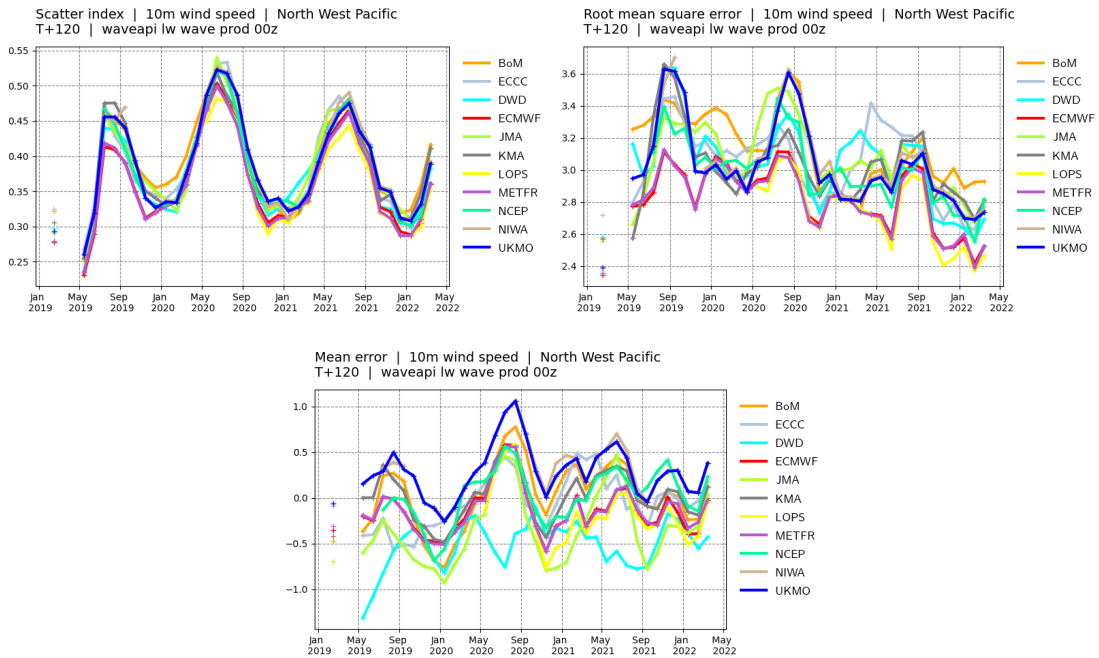 Scatter index | 10m wind speed | North West Pacific
T+120 | waveapi lw wave prod 00z
0.55
0.50
0.45
0.40
0.35
0.30
0.25
Jan 2019
May 2019
Sep 2019
Jan 2020
May 2020
Sep 2020
Jan 2021
May 2021
Sep 2021
Jan 2022
May 2022
BoM
ECCC
DWD
ECMWF
JMA
KMA
LOPS
METFR
NCEP
NIWA
UKMO
Root mean square error | 10m wind speed | North West Pacific
T+120 | waveapi lw wave prod 00z
3.6
3.4
3.2
3.0
2.8
2.6
2.4
Jan 2019
May 2019
Sep 2019
Jan 2020
May 2020
Sep 2020
Jan 2021
May 2021
Sep 2021
Jan 2022
May 2022
BoM
ECCC
DWD
ECMWF
JMA
KMA
LOPS
METFR
NCEP
NIWA
UKMO
Mean error | 10m wind speed | North West Pacific
T+120 | waveapi lw wave prod 00z
1.0
0.5
0.0
−0.5
−1.0
Jan 2019
May 2019
Sep 2019
Jan 2020
May 2020
Sep 2020
Jan 2021
May 2021
Sep 2021
Jan 2022
May 2022
BoM
ECCC
DWD
ECMWF
JMA
KMA
LOPS
METFR
NCEP
NIWA
UKMO